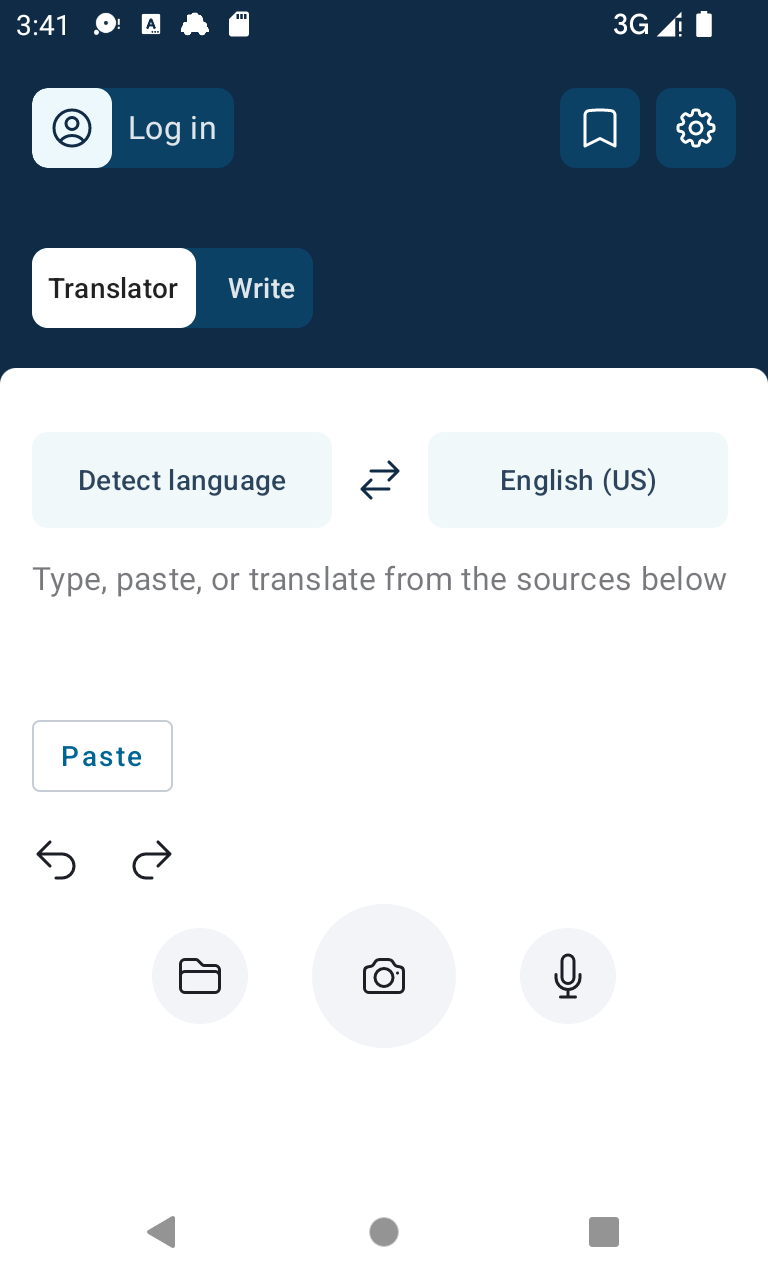 3:41
3G
Log in
Translator
Write
Detect language
English (US)
Type, paste, or translate from the sources below
Paste